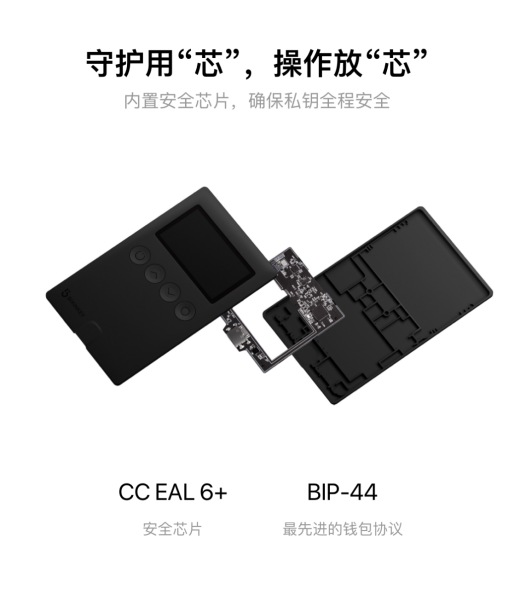 守护用“芯”，操作放“芯”
内置安全芯片，确保私钥全程安全
CC EAL 6+
BIP-44
安全芯片
最先进的钱包协议